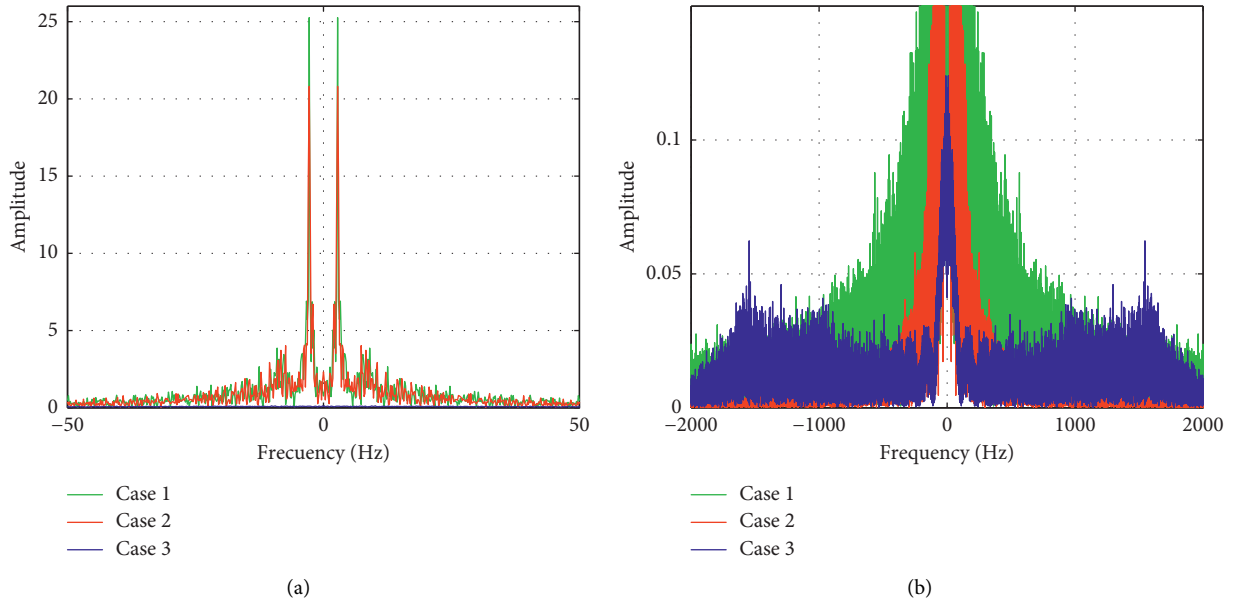 25
20
15
10
5
0
Amplitude
−50
0
50
Frecuency (Hz)
Case 1
Case 2
Case 3
(a)
0.1
0.05
0
Amplitude
−2000
−1000
0
1000
2000
Frequency (Hz)
Case 1
Case 2
Case 3
(b)